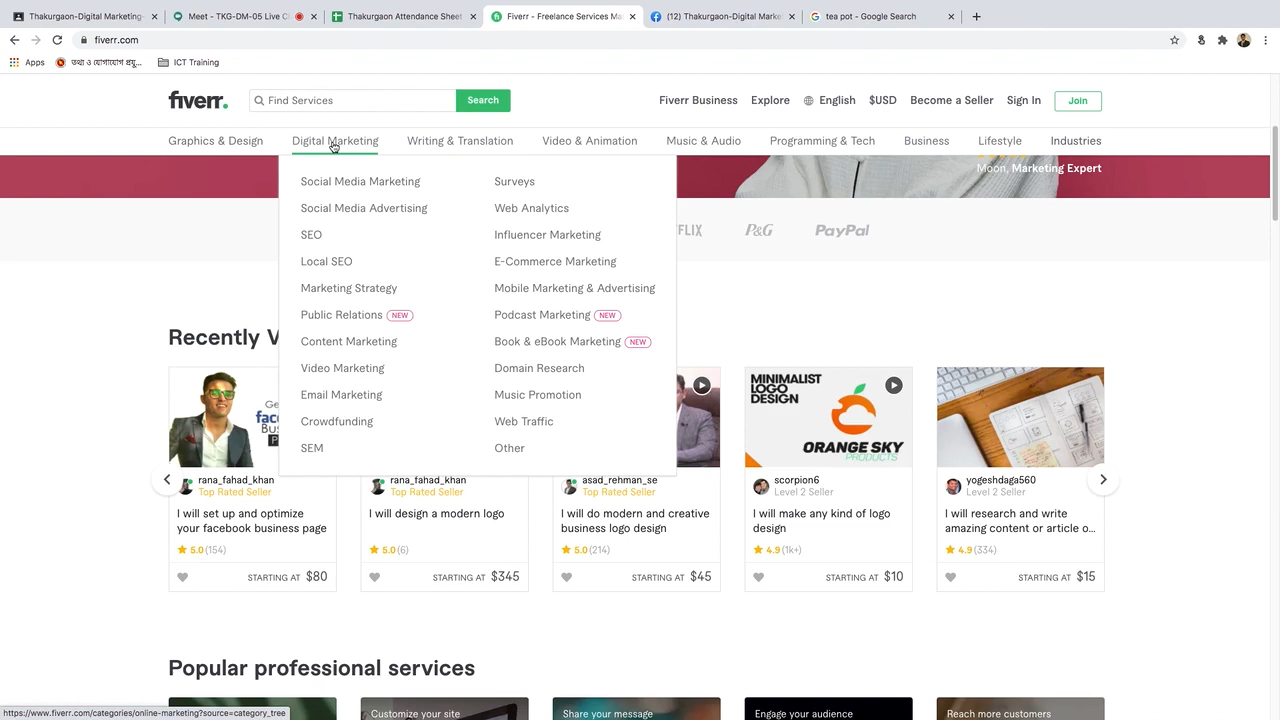 Thakurgaon-Digital Marketing-
Meet - TKG-DM-05 Live C
Thakurgaon Attendance Sheet
Fiverr - Freelance Services Ma
(12) Thakurgaon-Digital Marke
tea pot - Google Search
fiverr.com
Apps
তথ্য ও যোগাযোগ প্রযু...
ICT Training
fiverr.
Find Services
Search
Fiverr Business
Explore
English
$USD
Become a Seller
Sign In
Join
Graphics & Design
Digital Marketing
Writing & Translation
Video & Animation
Music & Audio
Programming & Tech
Business
Lifestyle
Industries
Moon, Marketing Expert
Social Media Marketing
Social Media Advertising
SEO
Local SEO
Marketing Strategy
Public Relations NEW
Content Marketing
Video Marketing
Email Marketing
Crowdfunding
SEM
Surveys
Web Analytics
Influencer Marketing
E-Commerce Marketing
Mobile Marketing & Advertising
Podcast Marketing NEW
Book & eBook Marketing NEW
Domain Research
Music Promotion
Web Traffic
Other
FLIX
P&G
PayPal
Recently V
Ge
fac
Bus
P
rana_fahad_khan
Top Rated Seller
I will set up and optimize
your facebook business page
5.0 (154)
STARTING AT $80
rana_fahad_khan
Top Rated Seller
I will design a modern logo
5.0 (6)
STARTING AT $345
asad_rehman_se
Top Rated Seller
I will do modern and creative
business logo design
5.0 (214)
STARTING AT $45
MINIMALIST
LOGO
DESIGN
ORANGE SKY
PRODUCTS
scorpion6
Level 2 Seller
I will make any kind of logo
design
4.9 (1k+)
STARTING AT $10
yogeshdaga560
Level 2 Seller
I will research and write
amazing content or article o...
4.9 (334)
STARTING AT $15
Popular professional services
Customize your site
Share your message
Engage your audience
Reach more customers
https://www.fiverr.com/categories/online-marketing?source=category_tree